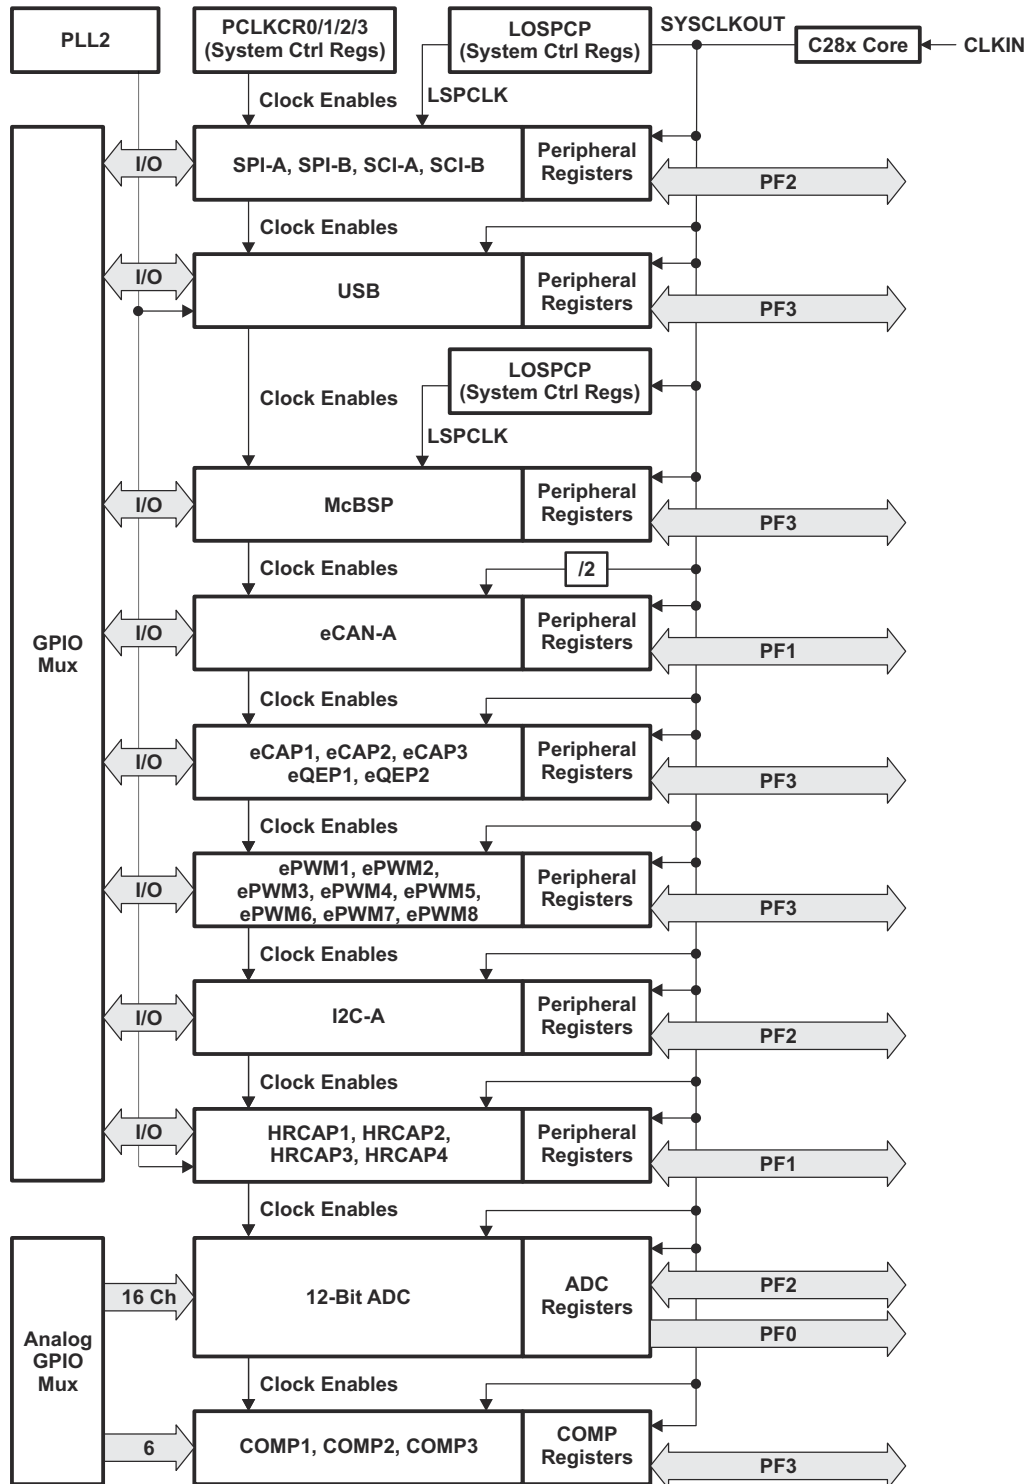 PLL2
PCLKCR0/1/2/3
(System Ctrl Regs)
LOSPCP
(System Ctrl Regs)
SYSCLKOUT
C28x Core
CLKIN
Clock Enables
LSPCLK
I/O
SPI-A, SPI-B, SCI-A, SCI-B
Peripheral
Registers
PF2
Clock Enables
I/O
USB
Peripheral
Registers
PF3
LOSPCP
(System Ctrl Regs)
Clock Enables
LSPCLK
I/O
McBSP
Peripheral
Registers
PF3
Clock Enables
/2
GPIO
Mux
I/O
eCAN-A
Peripheral
Registers
PF1
Clock Enables
I/O
eCAP1, eCAP2, eCAP3
eQEP1, eQEP2
Peripheral
Registers
PF3
Clock Enables
I/O
ePWM1, ePWM2,
ePWM3, ePWM4, ePWM5,
ePWM6, ePWM7, ePWM8
Peripheral
Registers
PF3
Clock Enables
I/O
I2C-A
Peripheral
Registers
PF2
Clock Enables
I/O
HRCAP1, HRCAP2,
HRCAP3, HRCAP4
Peripheral
Registers
PF1
Clock Enables
Analog
GPIO
Mux
16 Ch
12-Bit ADC
ADC
Registers
PF2
PF0
Clock Enables
6
COMP1, COMP2, COMP3
COMP
Registers
PF3